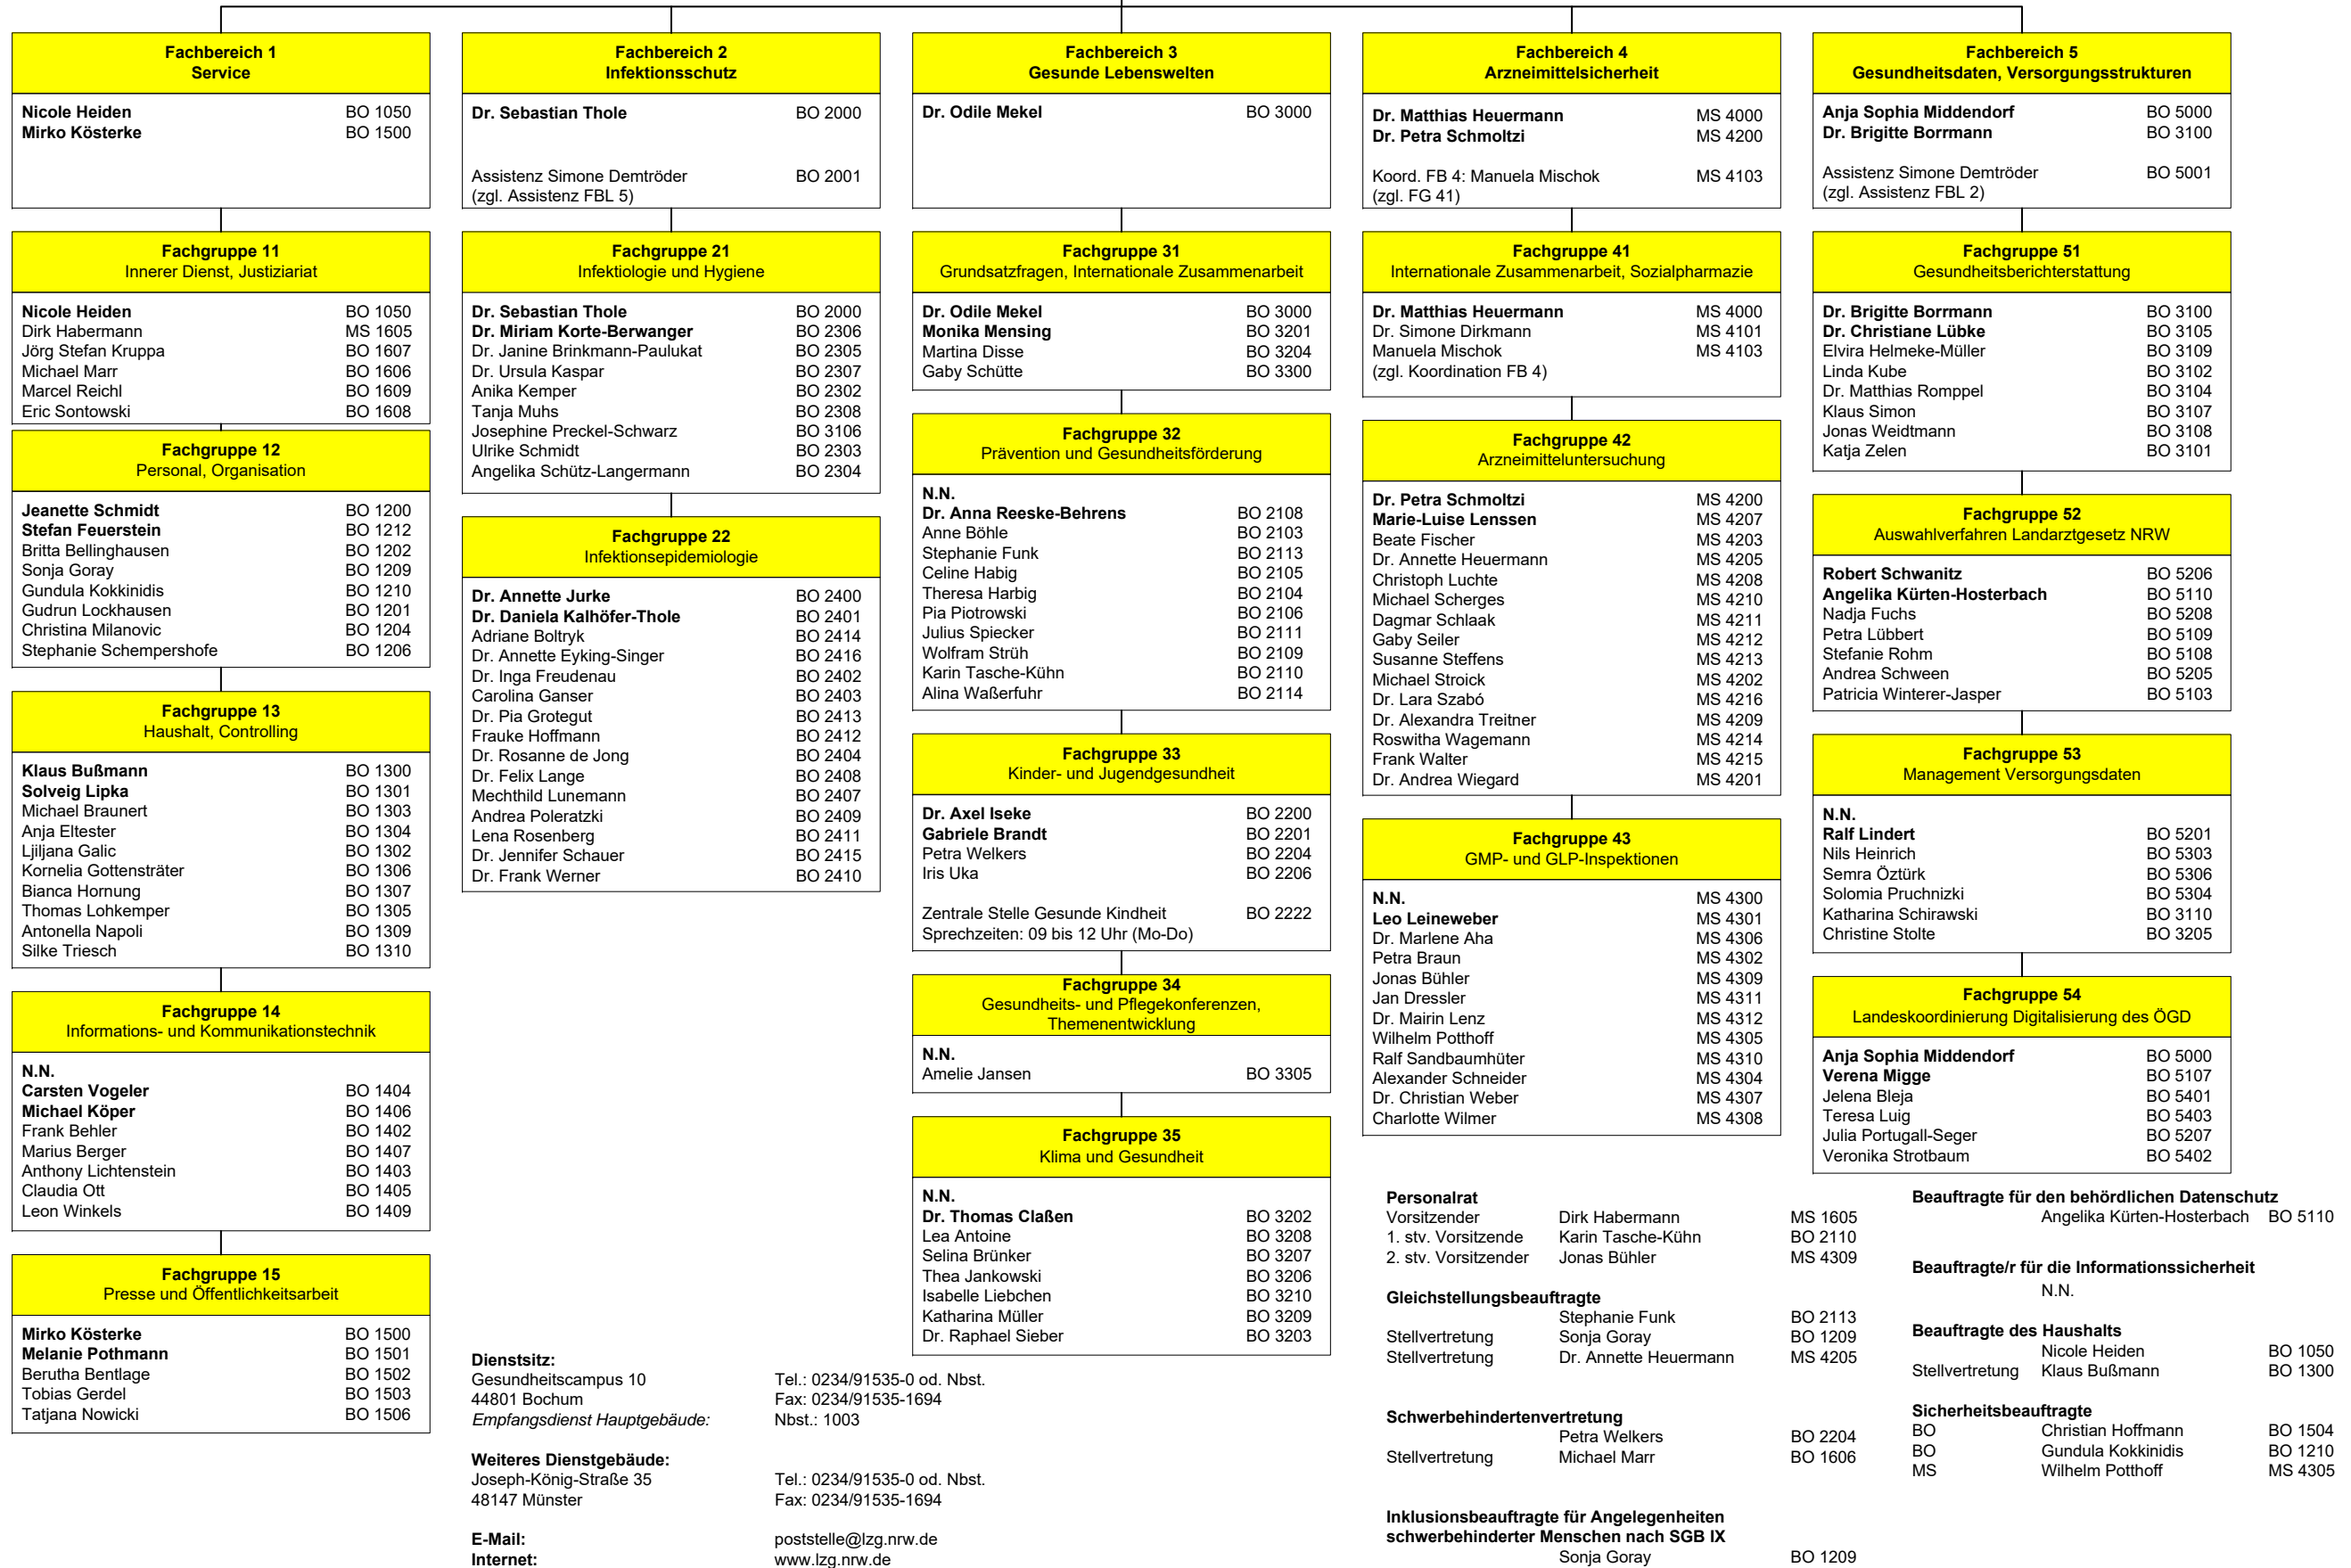 Fachbereich 1
Service
Nicole Heiden BO 1050
Mirko Kösterke BO 1500
Fachgruppe 11
Innerer Dienst, Justiziariat
Nicole Heiden BO 1050
Dirk Habermann MS 1605
Jörg Stefan Kruppa BO 1607
Michael Marr BO 1606
Marcel Reichl BO 1609
Eric Sontowski BO 1608
Fachgruppe 12
Personal, Organisation
Jeanette Schmidt BO 1200
Stefan Feuerstein BO 1212
Britta Bellinghausen BO 1202
Sonja Goray BO 1209
Gundula Kokkinidis BO 1210
Gudrun Lockhausen BO 1201
Christina Milanovic BO 1204
Stephanie Schempershofe BO 1206
Fachgruppe 13
Haushalt, Controlling
Klaus Bußmann BO 1300
Solveig Lipka BO 1301
Michael Braunert BO 1303
Anja Eltester BO 1304
Ljiljana Galic BO 1302
Kornelia Gottensträter BO 1306
Bianca Hornung BO 1307
Thomas Lohkemper BO 1305
Antonella Napoli BO 1309
Silke Triesch BO 1310
Fachgruppe 14
Informations- und Kommunikationstechnik
N.N.
Carsten Vogeler BO 1404
Michael Köper BO 1406
Frank Behler BO 1402
Marius Berger BO 1407
Anthony Lichtenstein BO 1403
Claudia Ott BO 1405
Leon Winkels BO 1409
Fachgruppe 15
Presse und Öffentlichkeitsarbeit
Mirko Kösterke BO 1500
Melanie Pothmann BO 1501
Berutha Bentlage BO 1502
Tobias Gerdel BO 1503
Tatjana Nowicki BO 1506
Fachbereich 2
Infektionsschutz
Dr. Sebastian Thole BO 2000
Assistenz Simone Demtröder BO 2001
(zgl. Assistenz FBL 5)
Fachgruppe 21
Infektiologie und Hygiene
Dr. Sebastian Thole BO 2000
Dr. Miriam Korte-Berwanger BO 2306
Dr. Janine Brinkmann-Paulukat BO 2305
Dr. Ursula Kaspar BO 2307
Anika Kemper BO 2302
Tanja Muhs BO 2308
Josephine Preckel-Schwarz BO 3106
Ulrike Schmidt BO 2303
Angelika Schütz-Langermann BO 2304
Fachgruppe 22
Infektionsepidemiologie
Dr. Annette Jurke BO 2400
Dr. Daniela Kalhöfer-Thole BO 2401
Adriane Boltryk BO 2414
Dr. Annette Eyking-Singer BO 2416
Dr. Inga Freudenau BO 2402
Carolina Ganser BO 2403
Dr. Pia Grotegut BO 2413
Frauke Hoffmann BO 2412
Dr. Rosanne de Jong BO 2404
Dr. Felix Lange BO 2408
Mechthild Lunemann BO 2407
Andrea Poleratzki BO 2409
Lena Rosenberg BO 2411
Dr. Jennifer Schauer BO 2415
Dr. Frank Werner BO 2410
Fachbereich 3
Gesunde Lebenswelten
Dr. Odile Mekel BO 3000
Fachgruppe 31
Grundsatzfragen, Internationale Zusammenarbeit
Dr. Odile Mekel BO 3000
Monika Mensing BO 3201
Martina Disse BO 3204
Gaby Schütte BO 3300
Fachgruppe 32
Prävention und Gesundheitsförderung
N.N.
Dr. Anna Reeske-Behrens BO 2108
Anne Böhle BO 2103
Stephanie Funk BO 2113
Celine Habig BO 2105
Theresa Harbig BO 2104
Pia Piotrowski BO 2106
Julius Spiecker BO 2111
Wolfram Strüh BO 2109
Karin Tasche-Kühn BO 2110
Alina Waßerfuhr BO 2114
Fachgruppe 33
Kinder- und Jugendgesundheit
Dr. Axel Iseke BO 2200
Gabriele Brandt BO 2201
Petra Welkers BO 2204
Iris Uka BO 2206
Zentrale Stelle Gesunde Kindheit BO 2222
Sprechzeiten: 09 bis 12 Uhr (Mo-Do)
Fachgruppe 34
Gesundheits- und Pflegekonferenzen,
Themenentwicklung
N.N.
Amelie Jansen BO 3305
Fachgruppe 35
Klima und Gesundheit
N.N.
Dr. Thomas Claßen BO 3202
Lea Antoine BO 3208
Selina Brünker BO 3207
Thea Jankowski BO 3206
Isabelle Liebchen BO 3210
Katharina Müller BO 3209
Dr. Raphael Sieber BO 3203
Fachbereich 4
Arzneimittelsicherheit
Dr. Matthias Heuermann MS 4000
Dr. Petra Schmoltzi MS 4200
Koord. FB 4: Manuela Mischok MS 4103
(zgl. FG 41)
Fachgruppe 41
Internationale Zusammenarbeit, Sozialpharmazie
Dr. Matthias Heuermann MS 4000
Dr. Simone Dirkmann MS 4101
Manuela Mischok MS 4103
(zgl. Koordination FB 4)
Fachgruppe 42
Arzneimitteluntersuchung
Dr. Petra Schmoltzi MS 4200
Marie-Luise Lenssen MS 4207
Beate Fischer MS 4203
Dr. Annette Heuermann MS 4205
Christoph Luchte MS 4208
Michael Scherges MS 4210
Dagmar Schlaak MS 4211
Gaby Seiler MS 4212
Susanne Steffens MS 4213
Michael Stroick MS 4202
Dr. Lara Szabó MS 4216
Dr. Alexandra Treitner MS 4209
Roswitha Wagemann MS 4214
Frank Walter MS 4215
Dr. Andrea Wiegard MS 4201
Fachgruppe 43
GMP- und GLP-Inspektionen
N.N. MS 4300
Leo Leineweber MS 4301
Dr. Marlene Aha MS 4306
Petra Braun MS 4302
Jonas Bühler MS 4309
Jan Dressler MS 4311
Dr. Mairin Lenz MS 4312
Wilhelm Potthoff MS 4305
Ralf Sandbaumhüter MS 4310
Alexander Schneider MS 4304
Dr. Christian Weber MS 4307
Charlotte Wilmer MS 4308
Fachbereich 5
Gesundheitsdaten, Versorgungsstrukturen
Anja Sophia Middendorf BO 5000
Dr. Brigitte Borrmann BO 3100
Assistenz Simone Demtröder BO 5001
(zgl. Assistenz FBL 2)
Fachgruppe 51
Gesundheitsberichterstattung
Dr. Brigitte Borrmann BO 3100
Dr. Christiane Lübke BO 3105
Elvira Helmeke-Müller BO 3109
Linda Kube BO 3102
Dr. Matthias Romppel BO 3104
Klaus Simon BO 3107
Jonas Weidtmann BO 3108
Katja Zelen BO 3101
Fachgruppe 52
Auswahlverfahren Landarztgesetz NRW
Robert Schwanitz BO 5206
Angelika Kürten-Hosterbach BO 5110
Nadja Fuchs BO 5208
Petra Lübbert BO 5109
Stefanie Rohm BO 5108
Andrea Schween BO 5205
Patricia Winterer-Jasper BO 5103
Fachgruppe 53
Management Versorgungsdaten
N.N.
Ralf Lindert BO 5201
Nils Heinrich BO 5303
Semra Öztürk BO 5306
Solomia Pruchnizki BO 5304
Katharina Schirawski BO 3110
Christine Stolte BO 3205
Fachgruppe 54
Landeskoordinierung Digitalisierung des ÖGD
Anja Sophia Middendorf BO 5000
Verena Migge BO 5107
Jelena Bleja BO 5401
Teresa Luig BO 5403
Julia Portugall-Seger BO 5207
Veronika Strotbaum BO 5402
Dienstsitz:
Gesundheitscampus 10 Tel.: 0234/91535-0 od. Nbst.
44801 Bochum Fax: 0234/91535-1694
Empfangsdienst Hauptgebäude: Nbst.: 1003
Weiteres Dienstgebäude:
Joseph-König-Straße 35 Tel.: 0234/91535-0 od. Nbst.
48147 Münster Fax: 0234/91535-1694
E-Mail: poststelle@lzg.nrw.de
Internet: www.lzg.nrw.de
Personalrat
Vorsitzender Dirk Habermann MS 1605
1. stv. Vorsitzende Karin Tasche-Kühn BO 2110
2. stv. Vorsitzender Jonas Bühler MS 4309
Gleichstellungsbeauftragte
Stephanie Funk BO 2113
Stellvertretung Sonja Goray BO 1209
Stellvertretung Dr. Annette Heuermann MS 4205
Schwerbehindertenvertretung
Petra Welkers BO 2204
Stellvertretung Michael Marr BO 1606
Inklusionsbeauftragte für Angelegenheiten
schwerbehinderter Menschen nach SGB IX
Sonja Goray BO 1209
Beauftragte für den behördlichen Datenschutz
Angelika Kürten-Hosterbach BO 5110
Beauftragte/r für die Informationssicherheit
N.N.
Beauftragte des Haushalts
Nicole Heiden BO 1050
Stellvertretung Klaus Bußmann BO 1300
Sicherheitsbeauftragte
BO Christian Hoffmann BO 1504
BO Gundula Kokkinidis BO 1210
MS Wilhelm Potthoff MS 4305